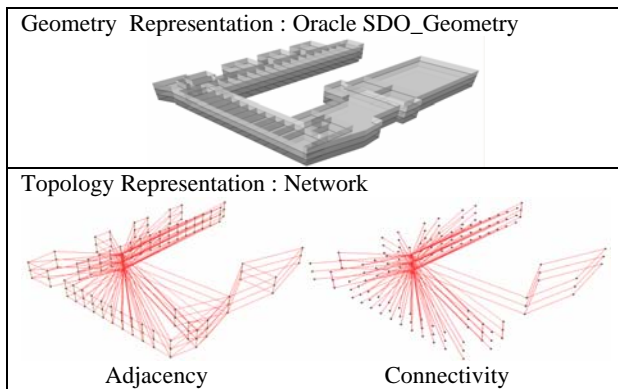 Geometry Representation : Oracle SDO_Geometry
Topology Representation : Network
Adjacency Connectivity